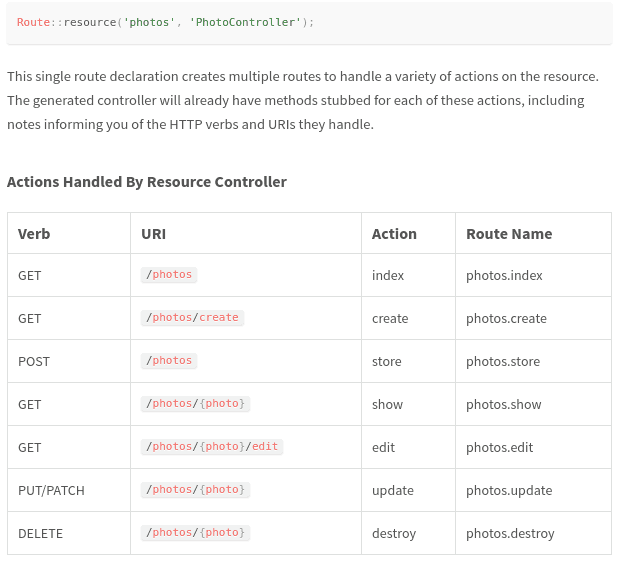 Route::resource('photos', 'PhotoController');
This single route declaration creates multiple routes to handle a variety of actions on the resource.
The generated controller will already have methods stubbed for each of these actions, including
notes informing you of the HTTP verbs and URIs they handle.
Actions Handled By Resource Controller
Verb URI Action Route Name
GET /photos index photos.index
GET /photos/create create photos.create
POST /photos store photos.store
GET /photos/{photo} show photos.show
GET /photos/{photo}/edit edit photos.edit
PUT/PATCH /photos/{photo} update photos.update
DELETE /photos/{photo} destroy photos.destroy